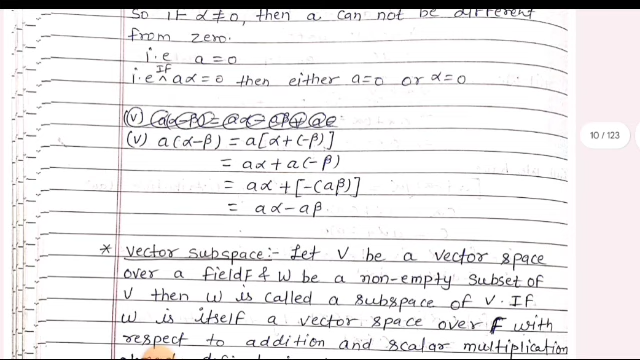 So if α≠0, then a can not be different
from zero.
i.e a=0
i.e IF aα=0 then either a=0 or α=0
(V) a(α-β)=a[α+(-β)]
= aα+a(-β)
= aα+[-(aβ)]
= aα-aβ
* Vector subspace:- Let V be a vector space
over a field F & W be a non-empty subset of
V then W is called a subspace of V. IF
W is itself a vector space over F with
respect to addition and scalar multiplication
10 / 123